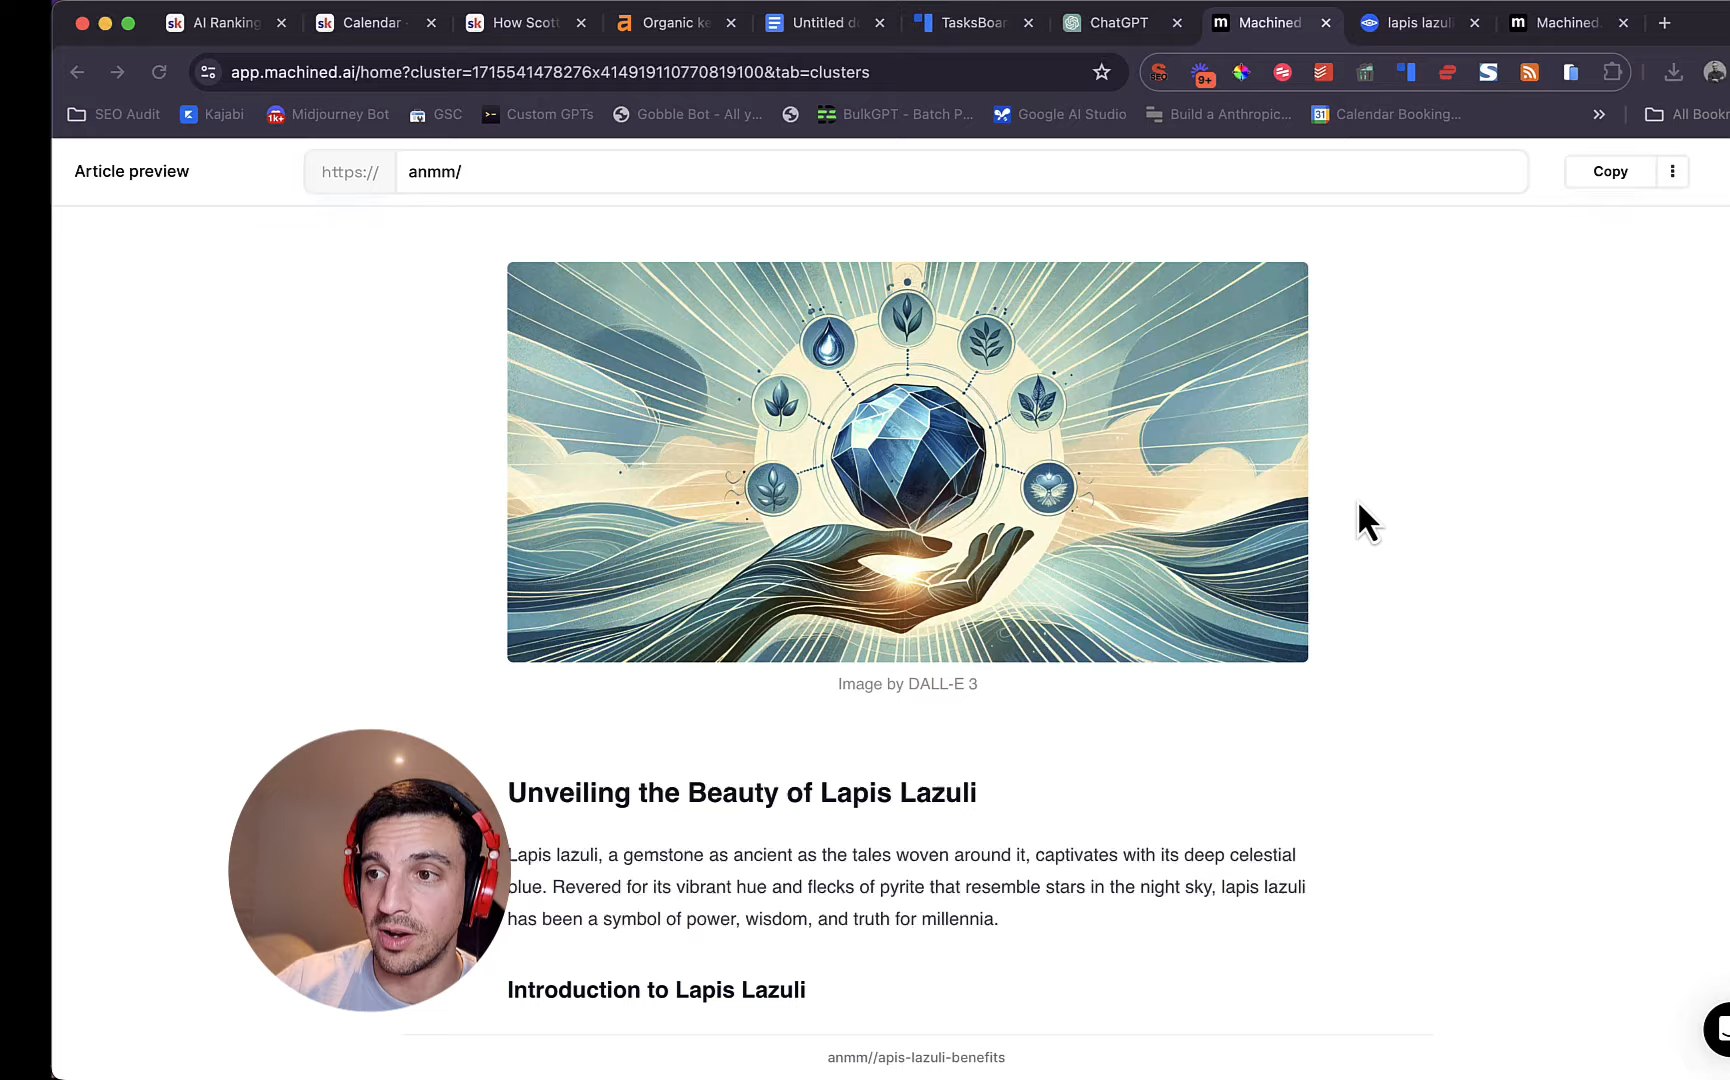 AI Ranking
Calendar -
How Scott
Organic ke
Untitled d
TasksBoar
ChatGPT
Machined
lapis lazuli
Machined.
app.machined.ai/home?cluster=1715541478276x414919110770819100&tab=clusters
9+
SEO Audit
Kajabi
1k+
Midjourney Bot
GSC
Custom GPTs
Gobble Bot - All y...
BulkGPT - Batch P...
Google AI Studio
Build a Anthropic...
31
Calendar Booking...
All Bookm
Article preview
https://
anmm/
Copy
Image by DALL-E 3
Unveiling the Beauty of Lapis Lazuli
Lapis lazuli, a gemstone as ancient as the tales woven around it, captivates with its deep celestial
blue. Revered for its vibrant hue and flecks of pyrite that resemble stars in the night sky, lapis lazuli
has been a symbol of power, wisdom, and truth for millennia.
Introduction to Lapis Lazuli
anmm//apis-lazuli-benefits